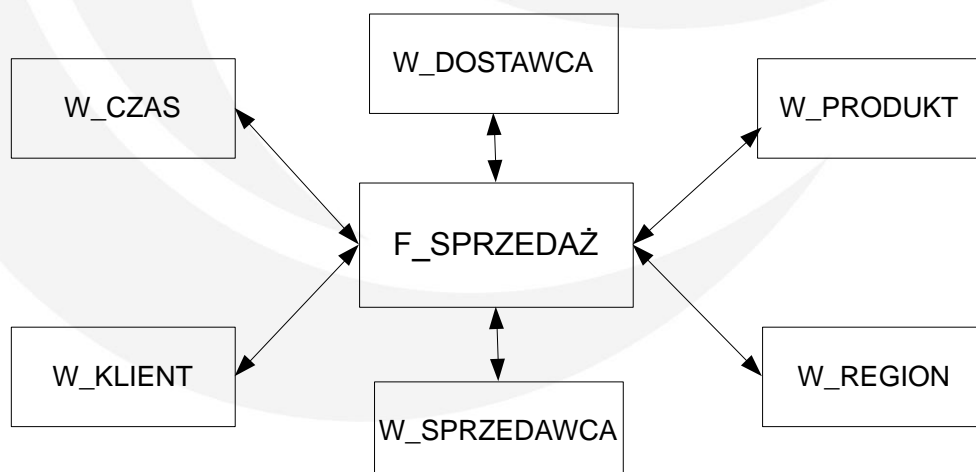 W_DOSTAWCA
W_CZAS
W_PRODUKT
F_SPRZEDAŻ
W_KLIENT
W_REGION
W_SPRZEDAWCA